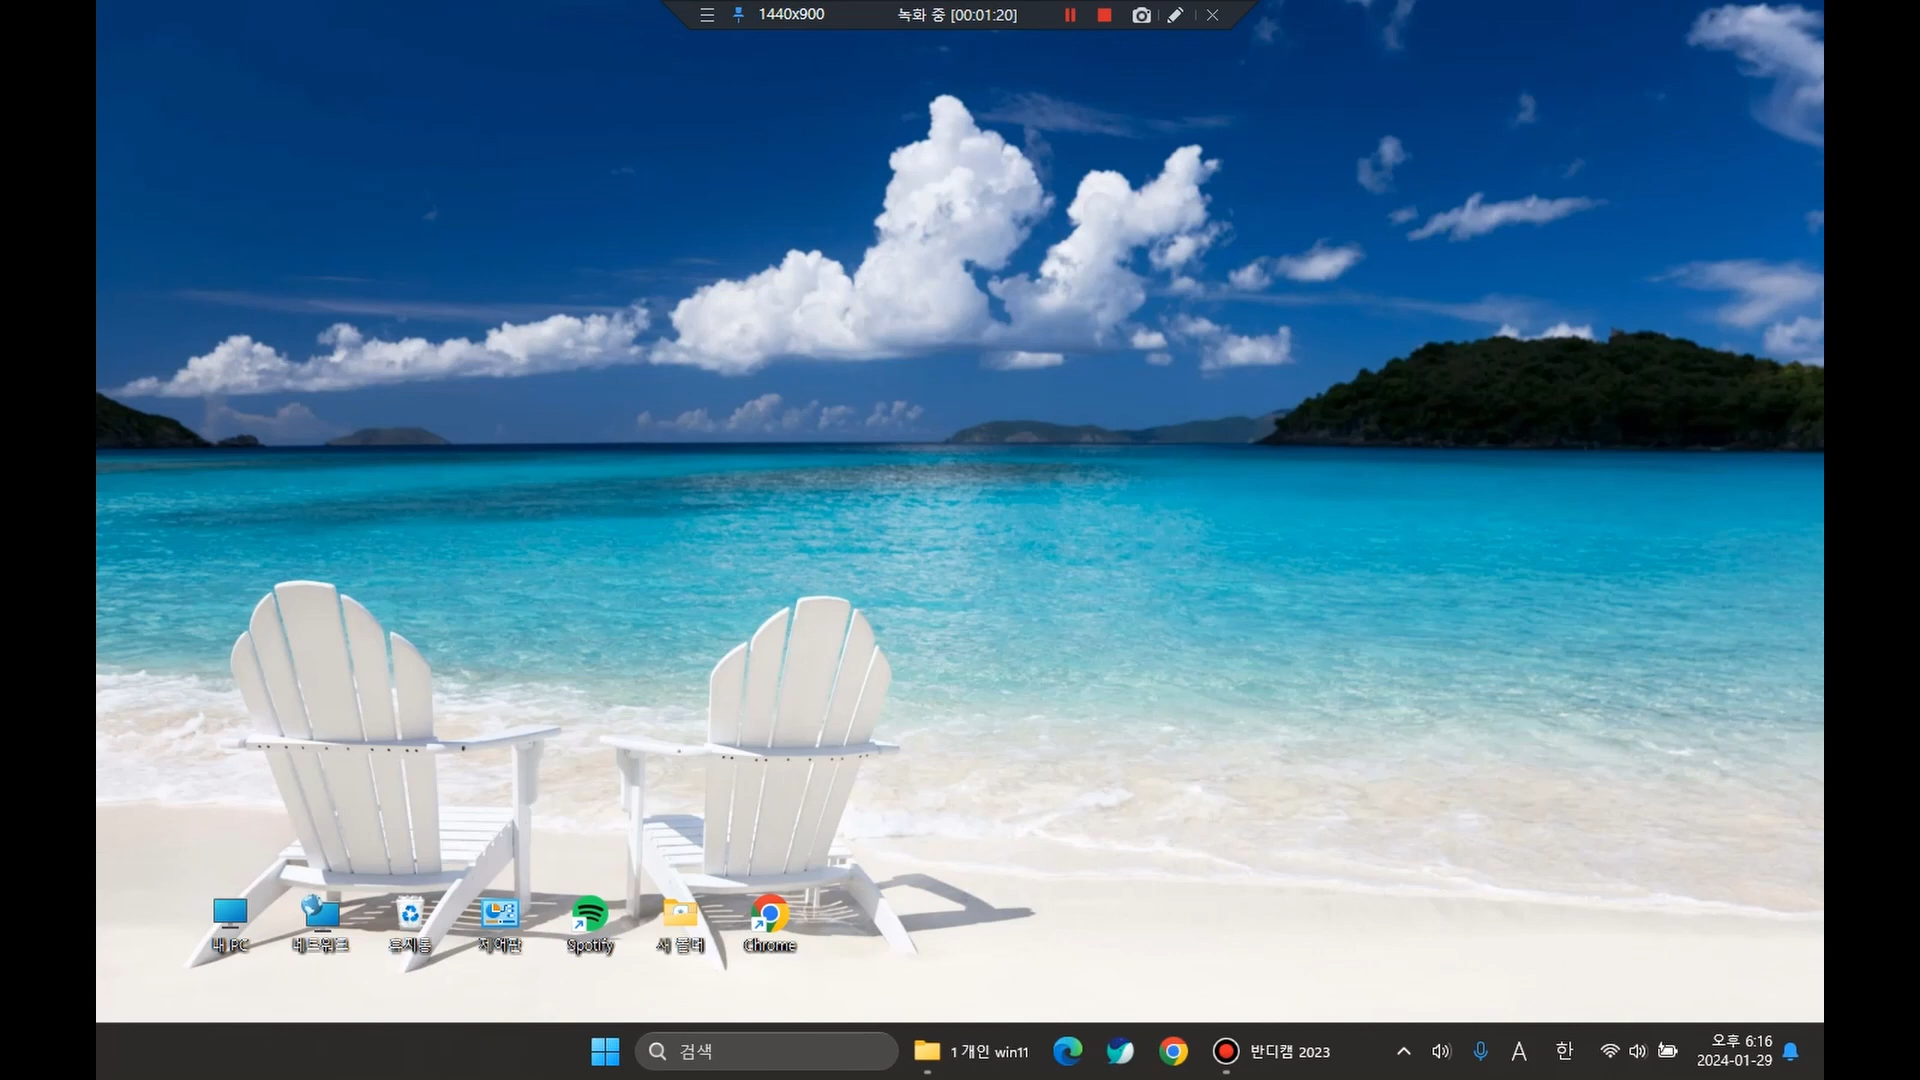 1440x900
녹화 중 [00:01:20]
내 PC
네트워크
휴지통
제어판
Spotify
새 폴더
Chrome
검색
1 개인 win11
반디캠 2023
A
한
오후 6:16
2024-01-29